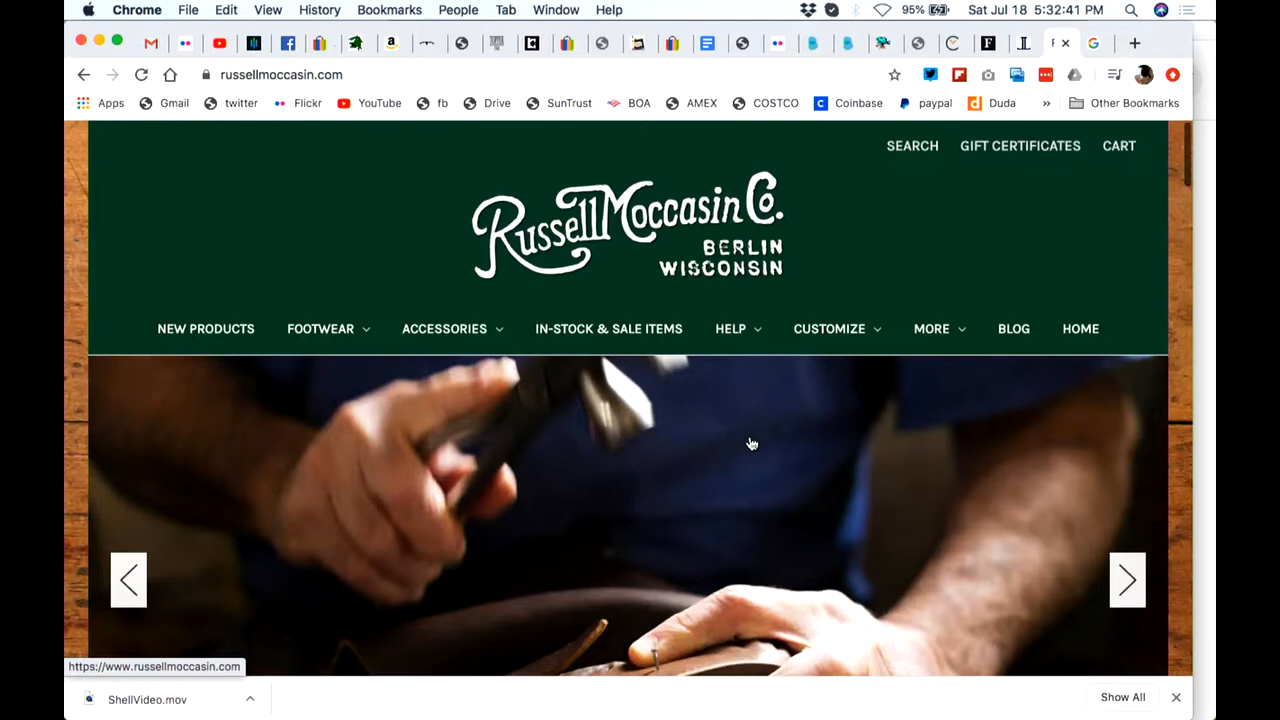 Chrome File Edit View History Bookmarks People Tab Window Help 95% Sat Jul 18 5:32:41 PM
russellmoccasin.com
Apps Gmail twitter Flickr YouTube fb Drive SunTrust BOA AMEX COSTCO Coinbase paypal Duda » Other Bookmarks
SEARCH GIFT CERTIFICATES CART
Russell Moccasin Co.
BERLIN
WISCONSIN
NEW PRODUCTS FOOTWEAR ACCESSORIES IN-STOCK & SALE ITEMS HELP CUSTOMIZE MORE BLOG HOME
https://www.russellmoccasin.com
ShellVideo.mov Show All